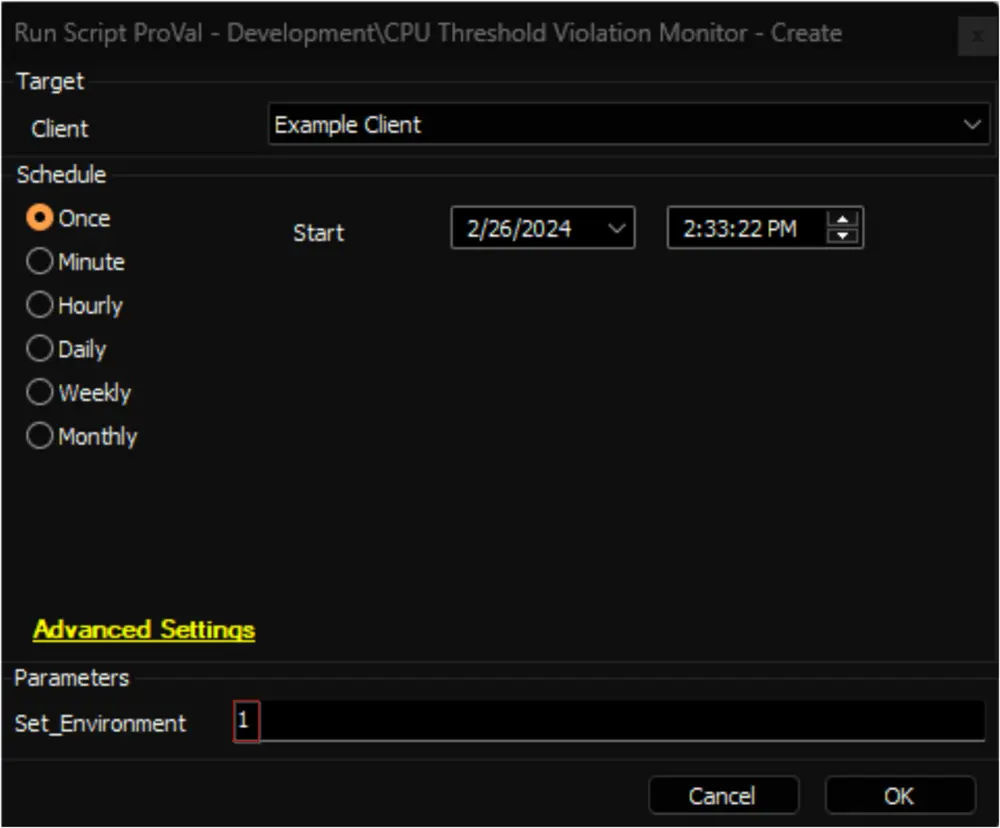 Run Script ProVal - Development\CPU Threshold Violation Monitor - Create x
Target
Client Example Client
Schedule
Once Start 2/26/2024 2:33:22 PM
Minute
Hourly
Daily
Weekly
Monthly
Advanced Settings
Parameters
Set_Environment 1
Cancel OK